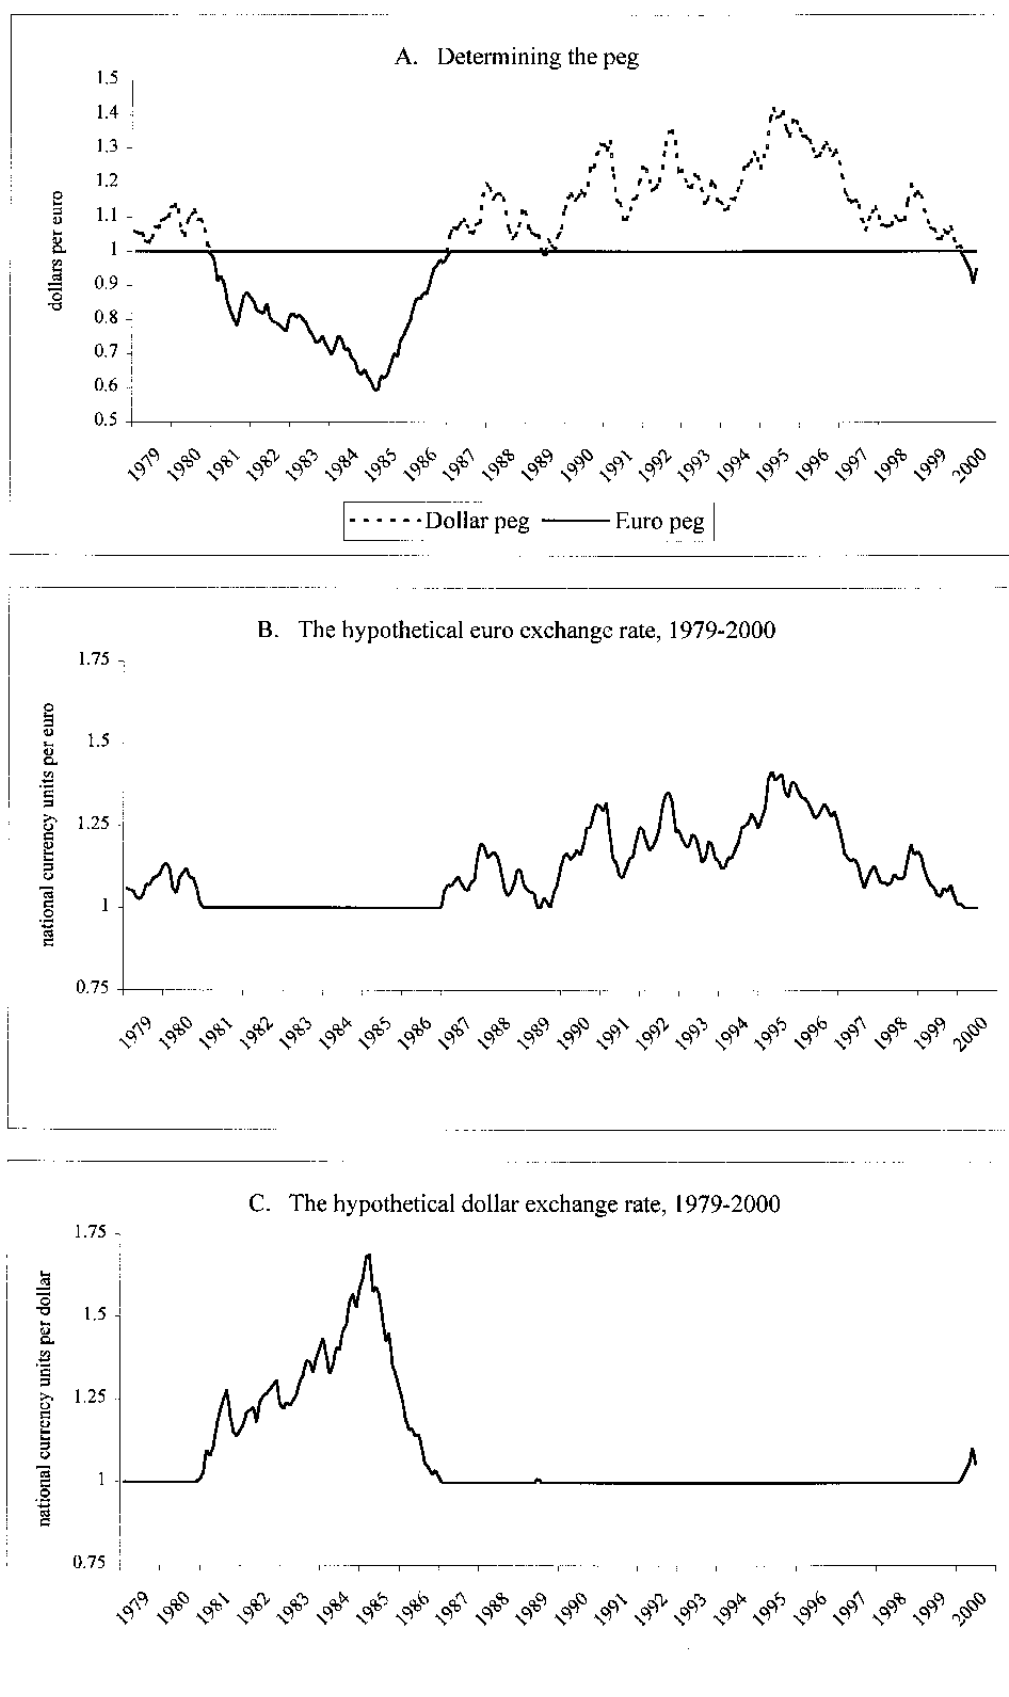 A. Determining the peg
1.5
1.4
1.3
1.2
1.1
1
0.9
0.8
0.7
0.6
0.5
dollars per euro
1979 1980 1981 1982 1983 1984 1985 1986 1987 1988 1989 1990 1991 1992 1993 1994 1995 1996 1997 1998 1999 2000
Dollar peg Euro peg
B. The hypothetical euro exchange rate, 1979-2000
1.75
1.5
1.25
1
0.75
national currency units per euro
1979 1980 1981 1982 1983 1984 1985 1986 1987 1988 1989 1990 1991 1992 1993 1994 1995 1996 1997 1998 1999 2000
C. The hypothetical dollar exchange rate, 1979-2000
1.75
1.5
1.25
1
0.75
national currency units per dollar
1979 1980 1981 1982 1983 1984 1985 1986 1987 1988 1989 1990 1991 1992 1993 1994 1995 1996 1997 1998 1999 2000